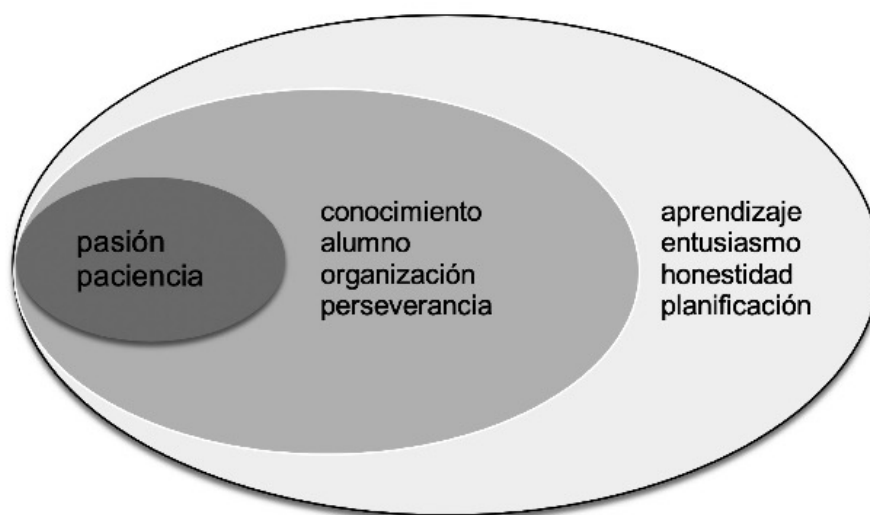 pasión
paciencia
conocimiento
alumno
organización
perseverancia
aprendizaje
entusiasmo
honestidad
planificación